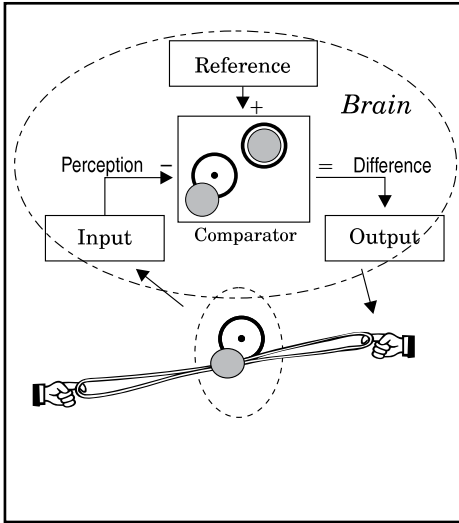 Reference
+
Brain
Perception
–
= Difference
Input
Comparator
Output